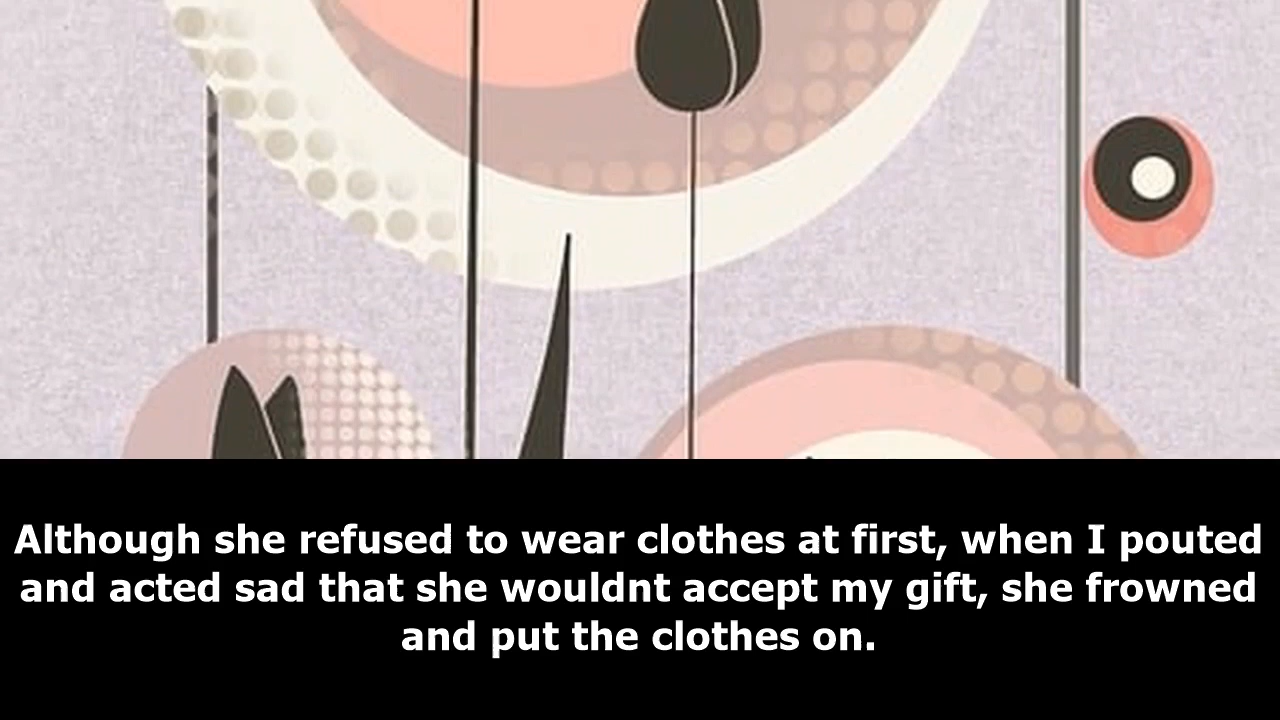 Although she refused to wear clothes at first, when I pouted
and acted sad that she wouldnt accept my gift, she frowned
and put the clothes on.